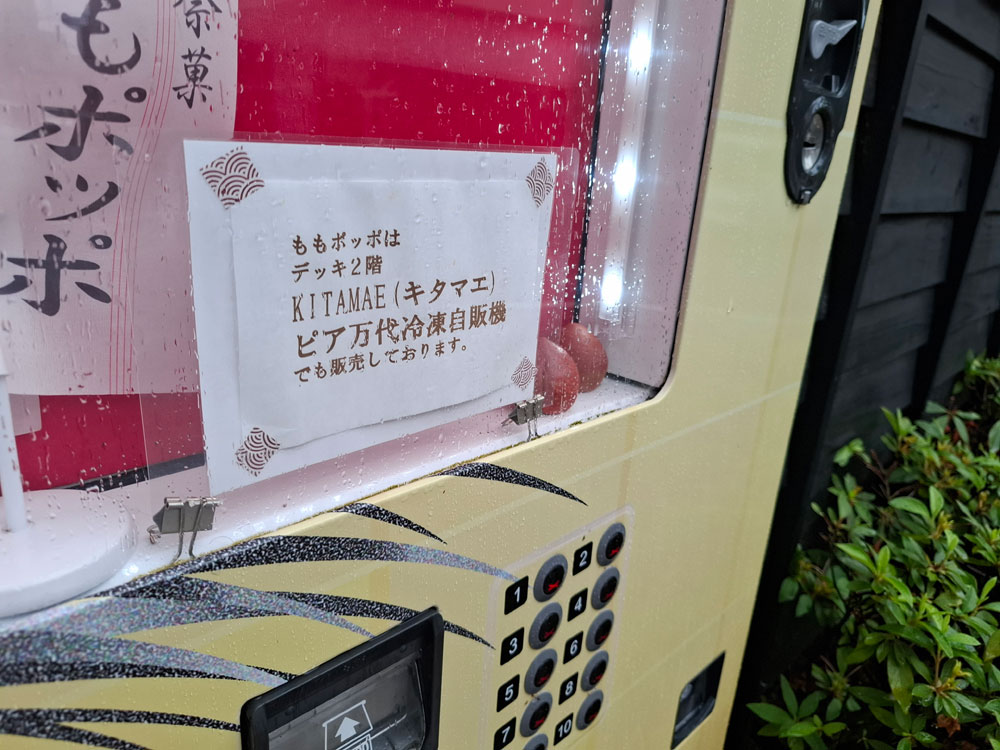 奈菓
ももポッポ
ももポッポは
デッキ2階
KITAMAE(キタマエ)
ピア万代冷凍自販機
でも販売しております。
1 2
3 4
5 6
7 8
10